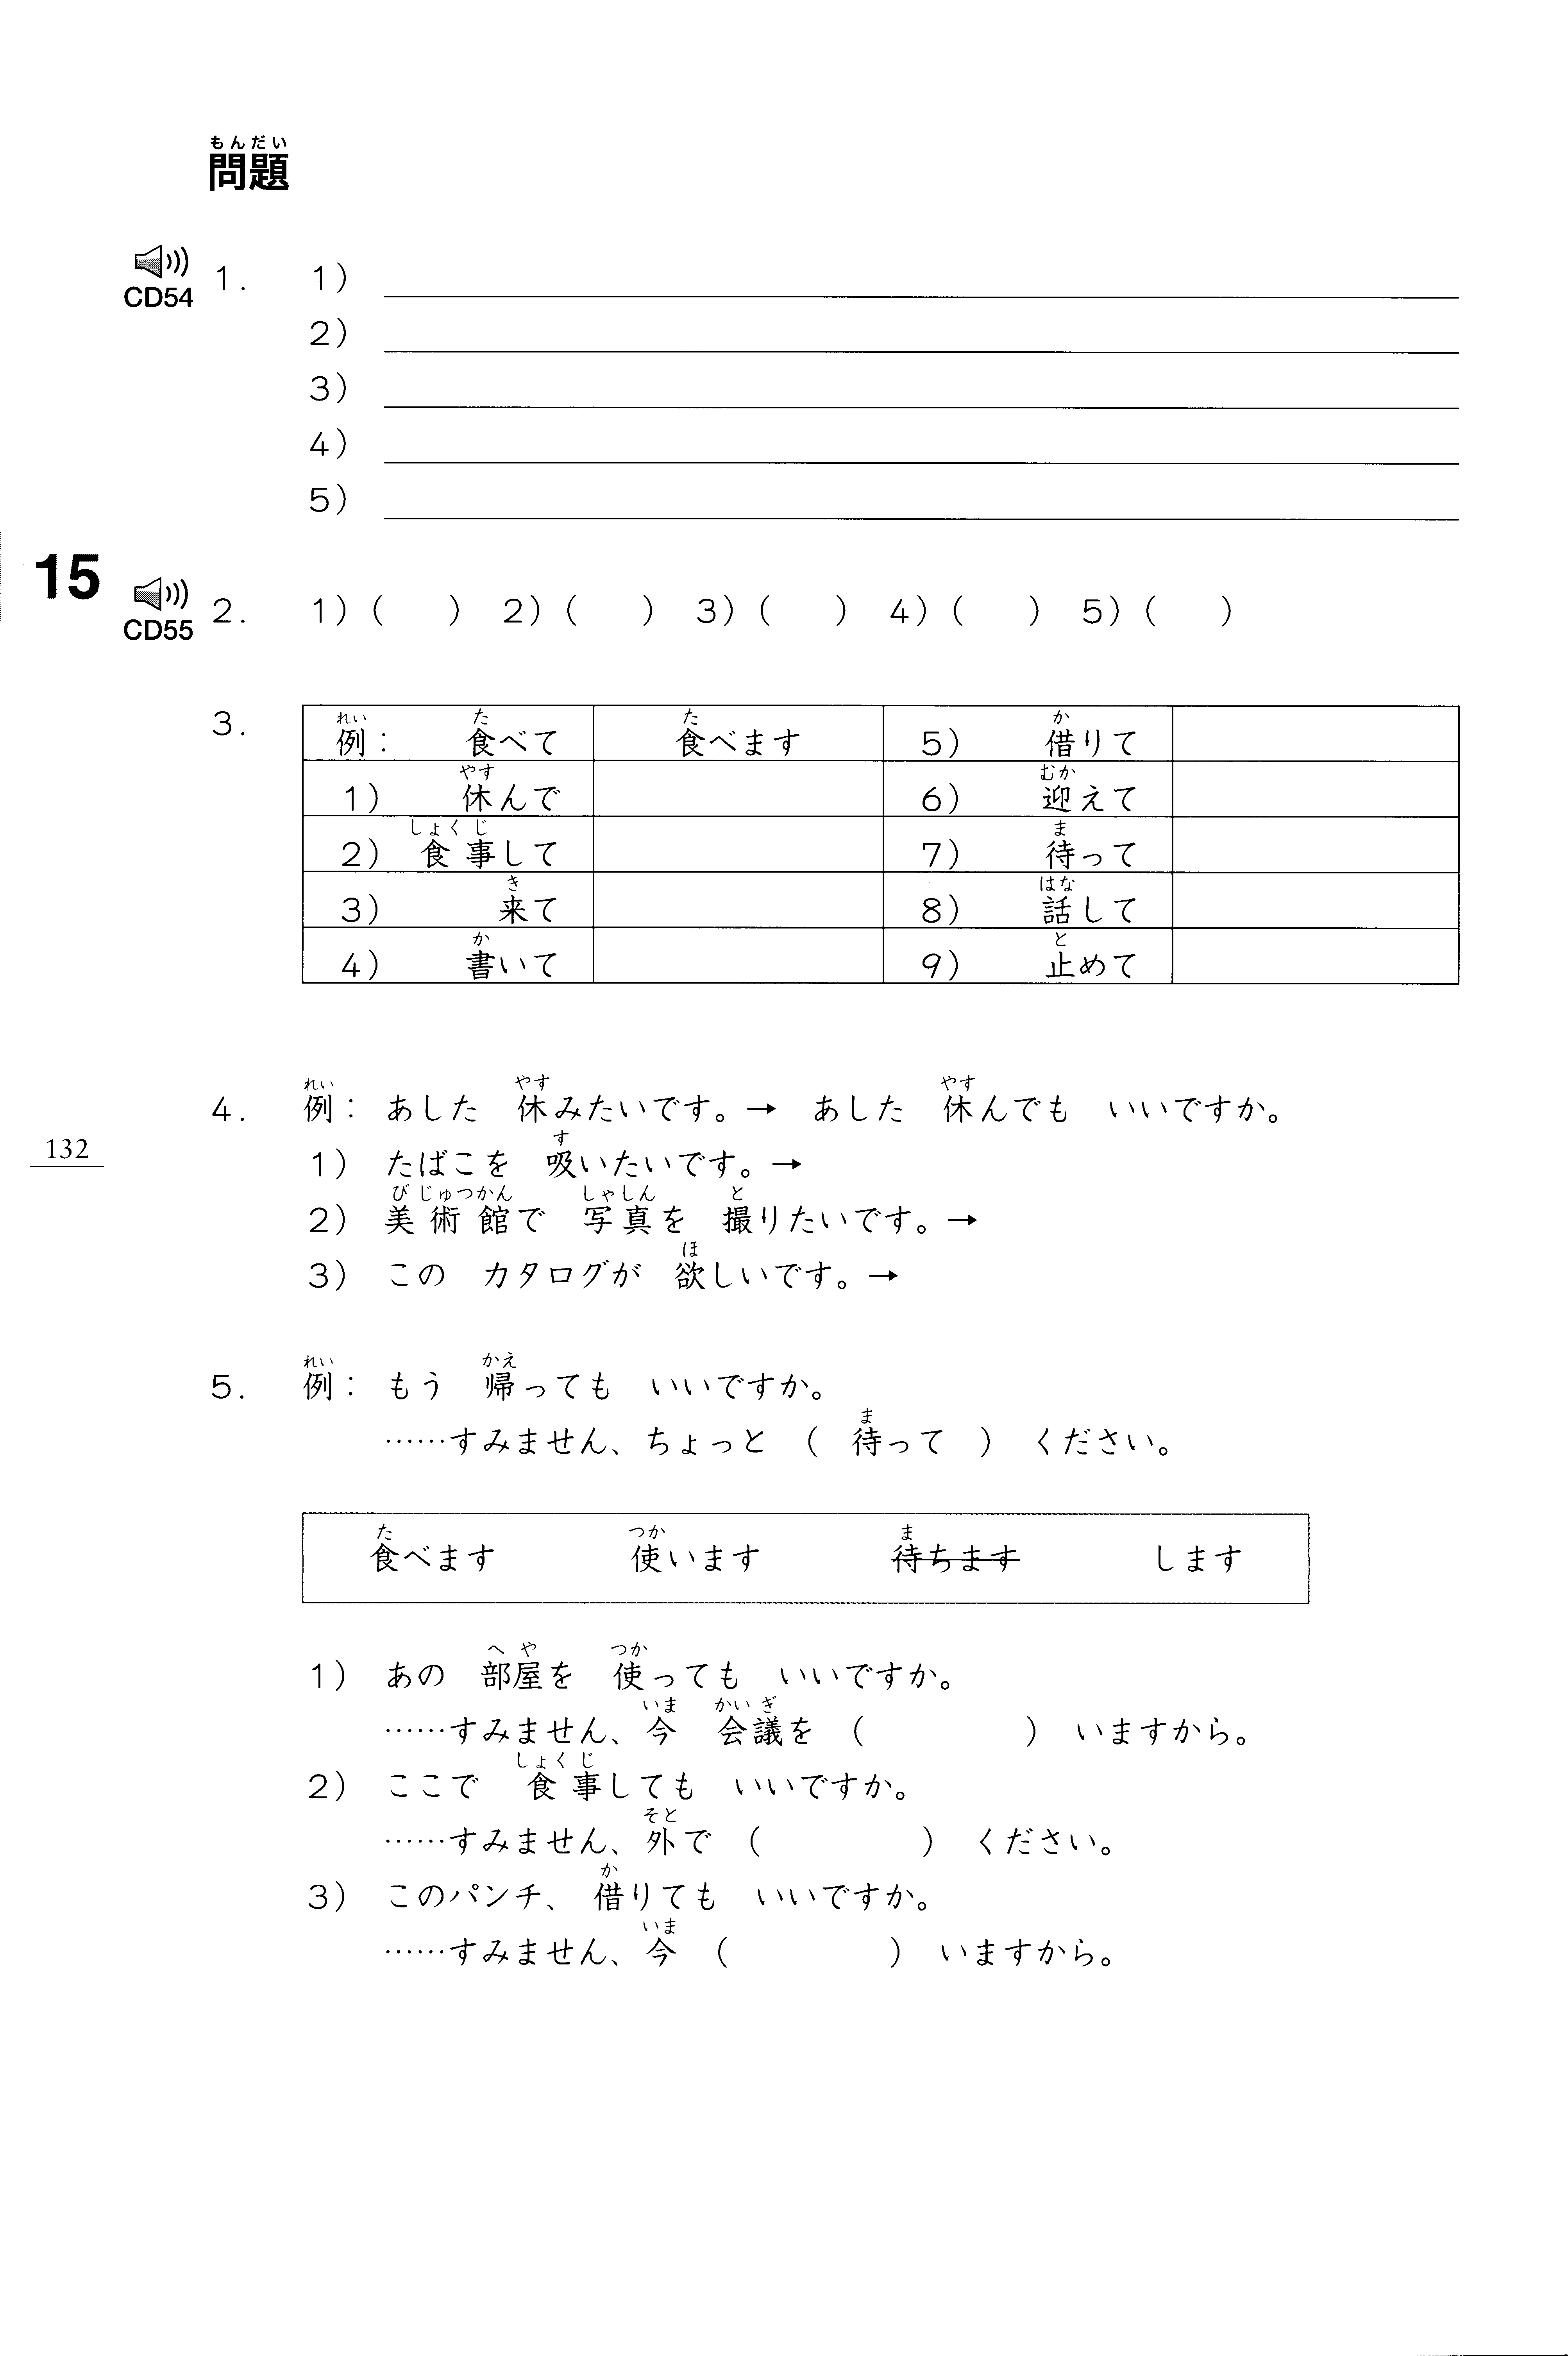 もんだい
問題
CD54
1. 1)
2)
3)
4)
5)
15
CD55
2. 1)( ) 2)( ) 3)( ) 4)( ) 5)( )
3.
れい た た か
例： 食べて 食べます 5) 借りて
やす むか
1) 休んで 6) 迎えて
しょくじ ま
2) 食事して 7) 待って
き はな
3) 来て 8) 話して
か と
4) 書いて 9) 止めて
れい やす やす
4. 例： あした 休みたいです。→ あした 休んでも いいですか。
132
す
1) たばこを 吸いたいです。→
びじゅつかん しゃしん と
2) 美術館で 写真を 撮りたいです。→
ほ
3) この カタログが 欲しいです。→
れい かえ
5. 例： もう 帰っても いいですか。
ま
……すみません、ちょっと ( 待って ) ください。
た つか ま
食べます 使います 待ちます します
へや つか
1) あの 部屋を 使っても いいですか。
いま かいぎ
……すみません、今 会議を ( ) いますから。
しょくじ
2) ここで 食事しても いいですか。
そと
……すみません、外で ( ) ください。
か
3) このパンチ、借りても いいですか。
いま
……すみません、今 ( ) いますから。